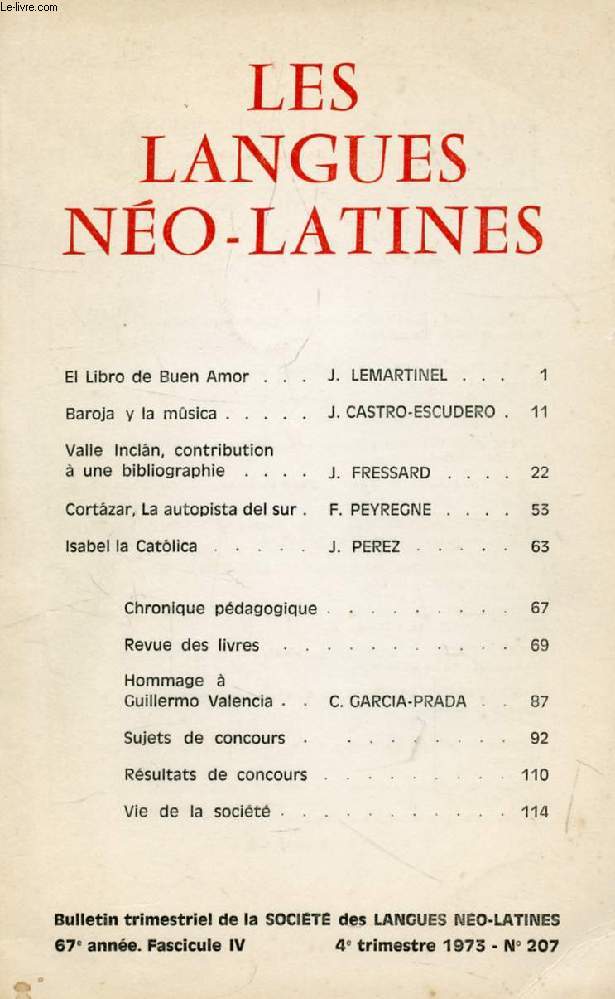 Le-livre.com
LES
LANGUES
NÉO-LATINES
El Libro de Buen Amor . . . J. LEMARTINEL . . . 1
Baroja y la mûsica . . . . . J. CASTRO-ESCUDERO . 11
Valle Inclân, contribution
à une bibliographie . . . . J. FRESSARD . . . . 22
Cortâzar, La autopista del sur . F. PEYREGNE . . . . 53
Isabel la Catôlica . . . . . J. PEREZ . . . . . 63
Chronique pédagogique . . . . . . . . . 67
Revue des livres . . . . . . . . . . . 69
Hommage à
Guillermo Valencia . . C. GARCIA-PRADA . . 87
Sujets de concours . . . . . . . . . . 92
Résultats de concours . . . . . . . . . 110
Vie de la société . . . . . . . . . . . 114
Bulletin trimestriel de la SOCIÉTÉ des LANGUES NÉO-LATINES
67e année. Fascicule IV 4e trimestre 1973 - N° 207